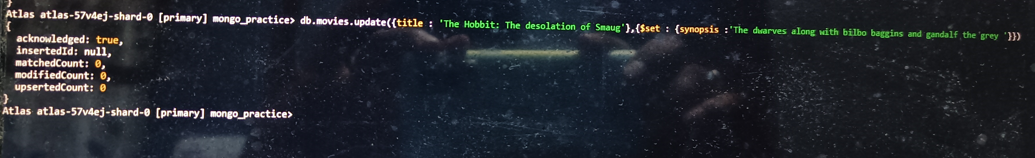 }
Atlas atlas-57v4ej-shard-0 [primary] mongo_practice> db.movies.update({title : 'The Hobbit: The desolation of Smaug'},{$set : {synopsis :'The dwarves along with bilbo baggins and gandalf the grey '}})
{
  acknowledged: true,
  insertedId: null,
  matchedCount: 0,
  modifiedCount: 0,
  upsertedCount: 0
}
Atlas atlas-57v4ej-shard-0 [primary] mongo_practice>